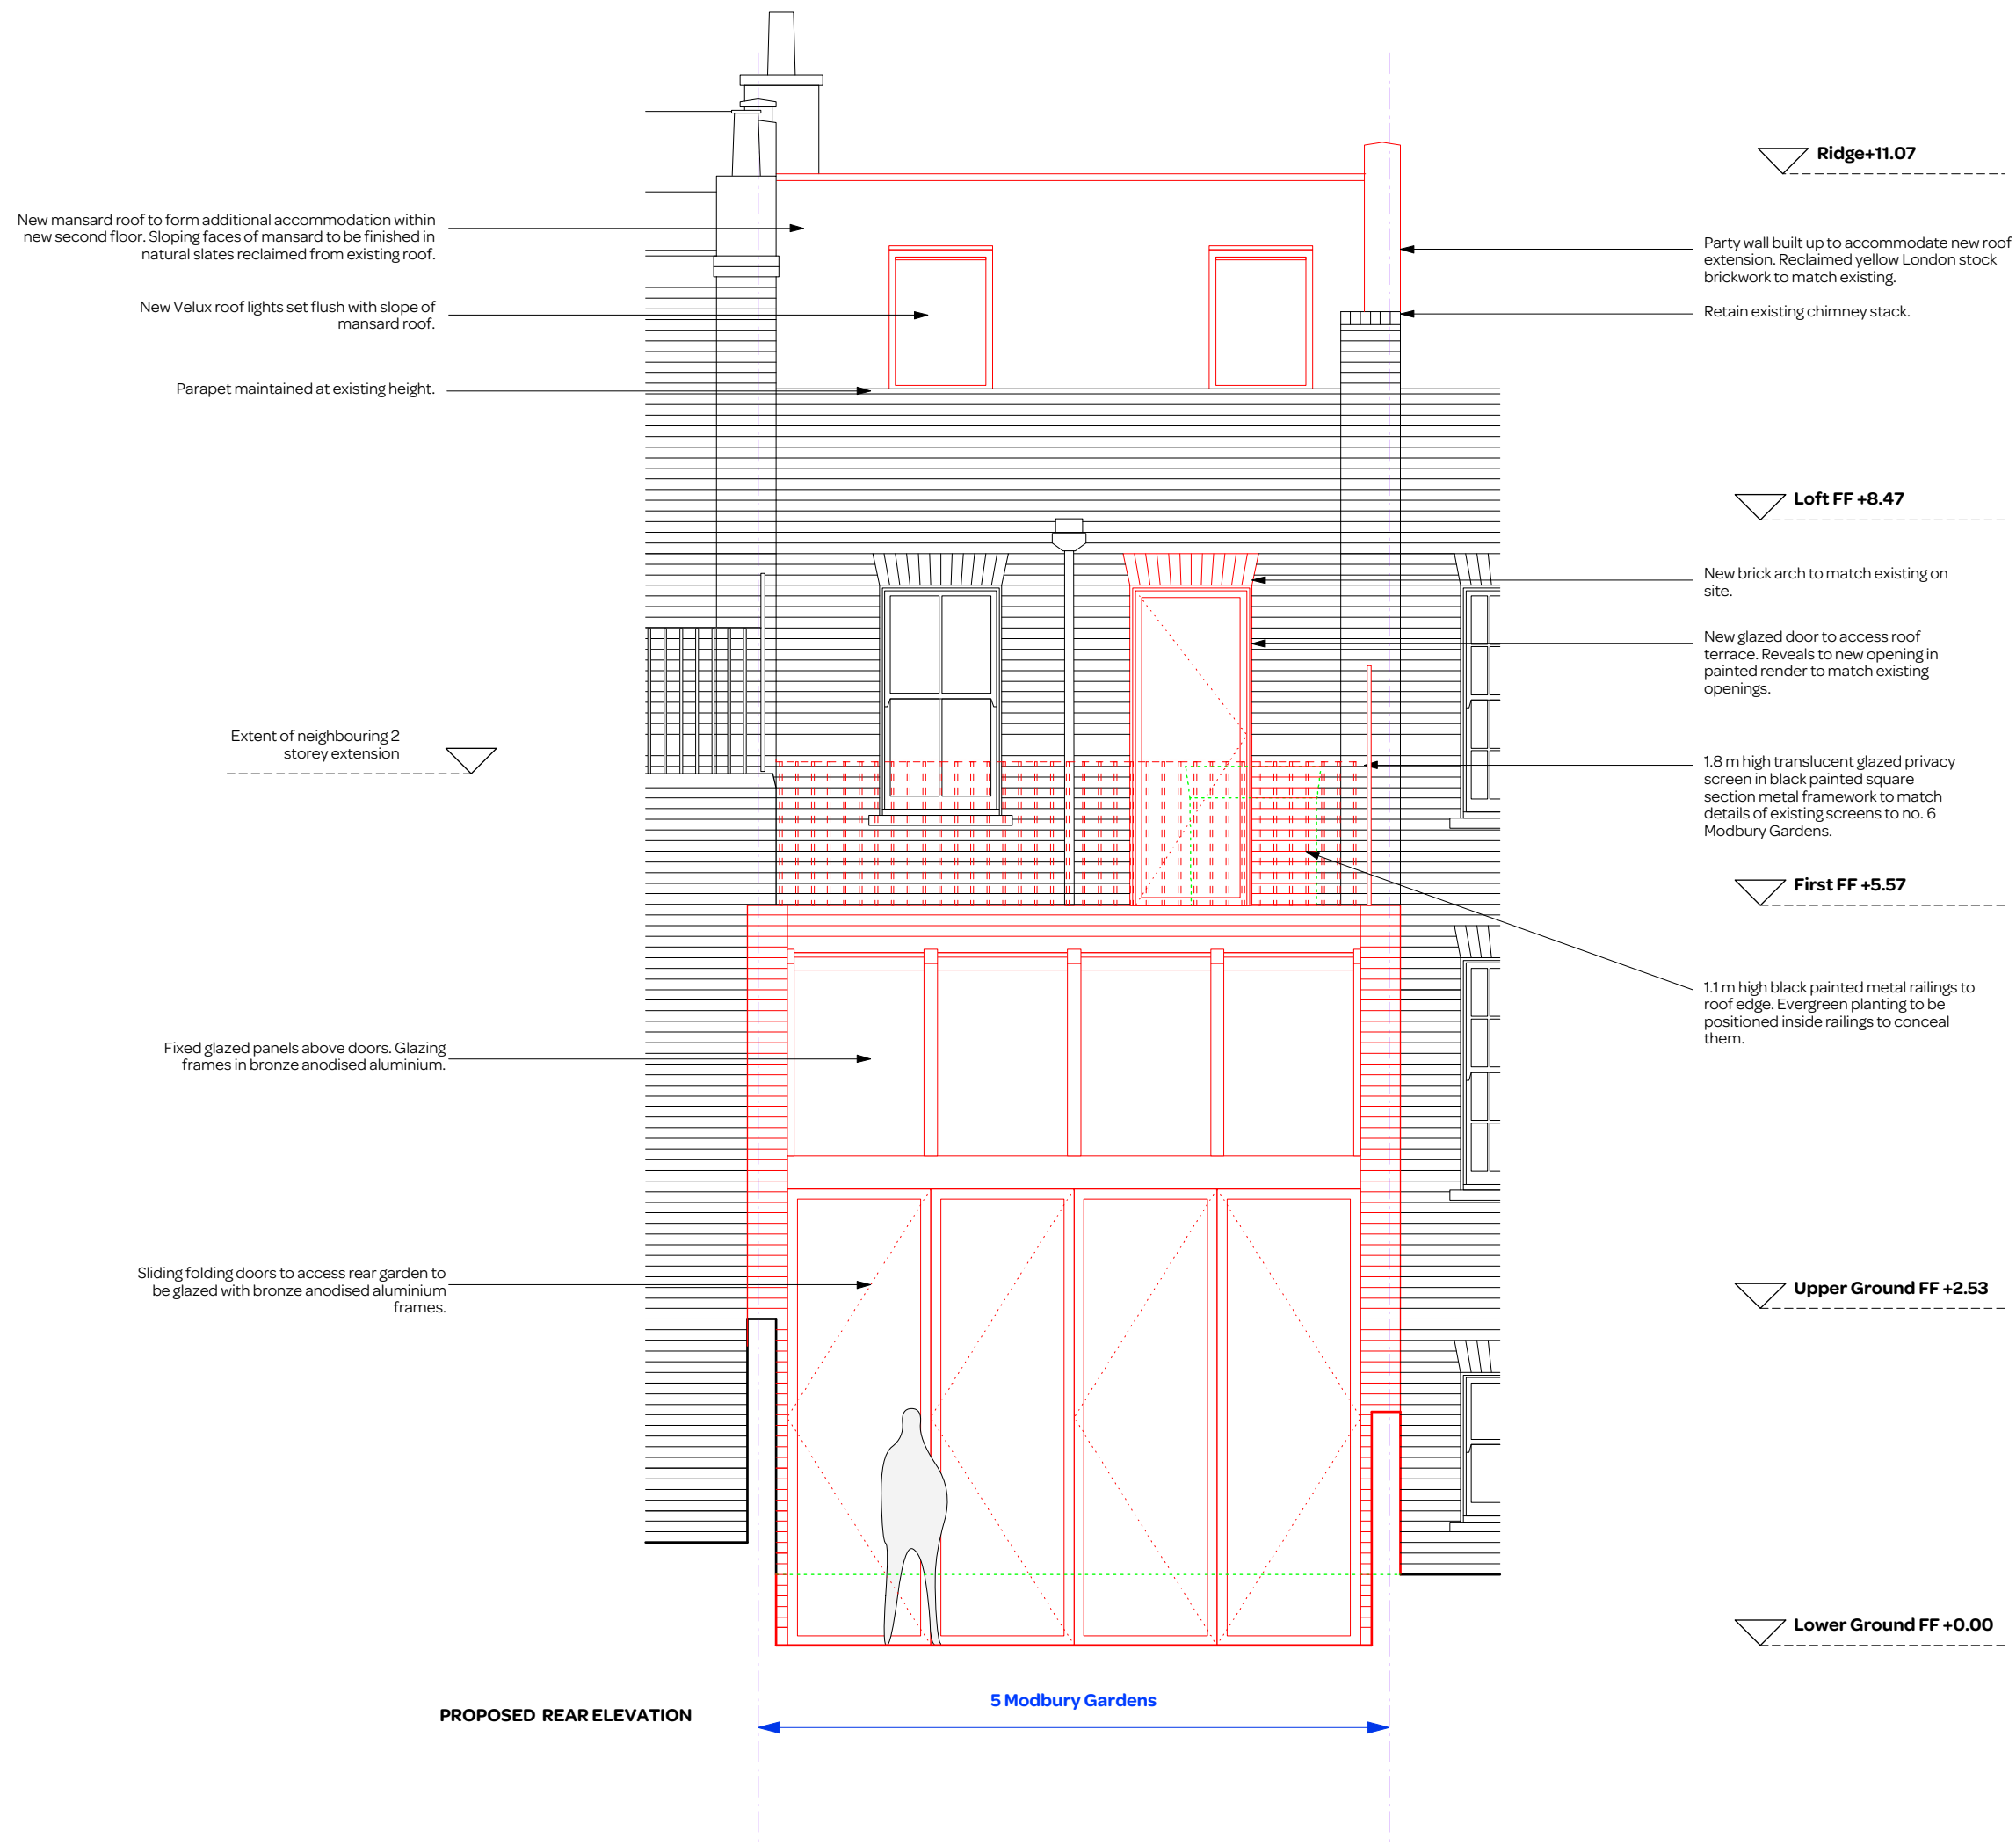 Ridge+11.07
New mansard roof to form additional accommodation within
new second floor. Sloping faces of mansard to be finished in
natural slates reclaimed from existing roof.
Party wall built up to accommodate new roof
extension. Reclaimed yellow London stock
brickwork to match existing.
New Velux roof lights set flush with slope of
mansard roof.
Retain existing chimney stack.
Parapet maintained at existing height.
Loft FF +8.47
New brick arch to match existing on
site.
New glazed door to access roof
terrace. Reveals to new opening in
painted render to match existing
openings.
Extent of neighbouring 2
storey extension
1.8 m high translucent glazed privacy
screen in black painted square
section metal framework to match
details of existing screens to no. 6
Modbury Gardens.
First FF +5.57
1.1 m high black painted metal railings to
roof edge. Evergreen planting to be
positioned inside railings to conceal
them.
Fixed glazed panels above doors. Glazing
frames in bronze anodised aluminium.
Sliding folding doors to access rear garden to
be glazed with bronze anodised aluminium
frames.
Upper Ground FF +2.53
Lower Ground FF +0.00
5 Modbury Gardens
PROPOSED REAR ELEVATION